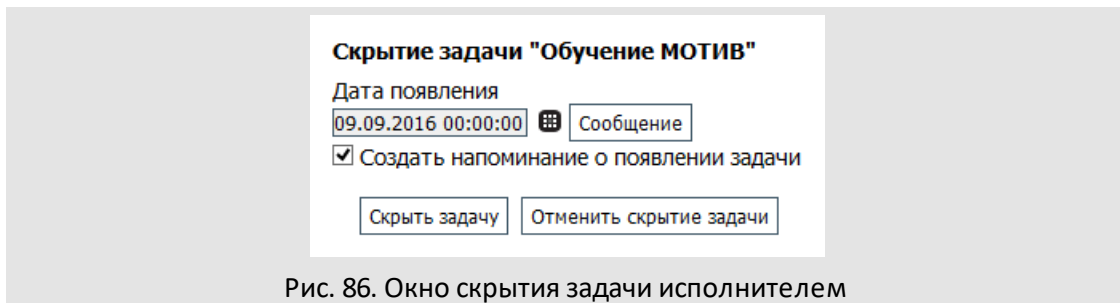 Скрытие задачи "Обучение МОТИВ"
Дата появления
09.09.2016 00:00:00 Сообщение
Создать напоминание о появлении задачи
Скрыть задачу Отменить скрытие задачи
Рис. 86. Окно скрытия задачи исполнителем